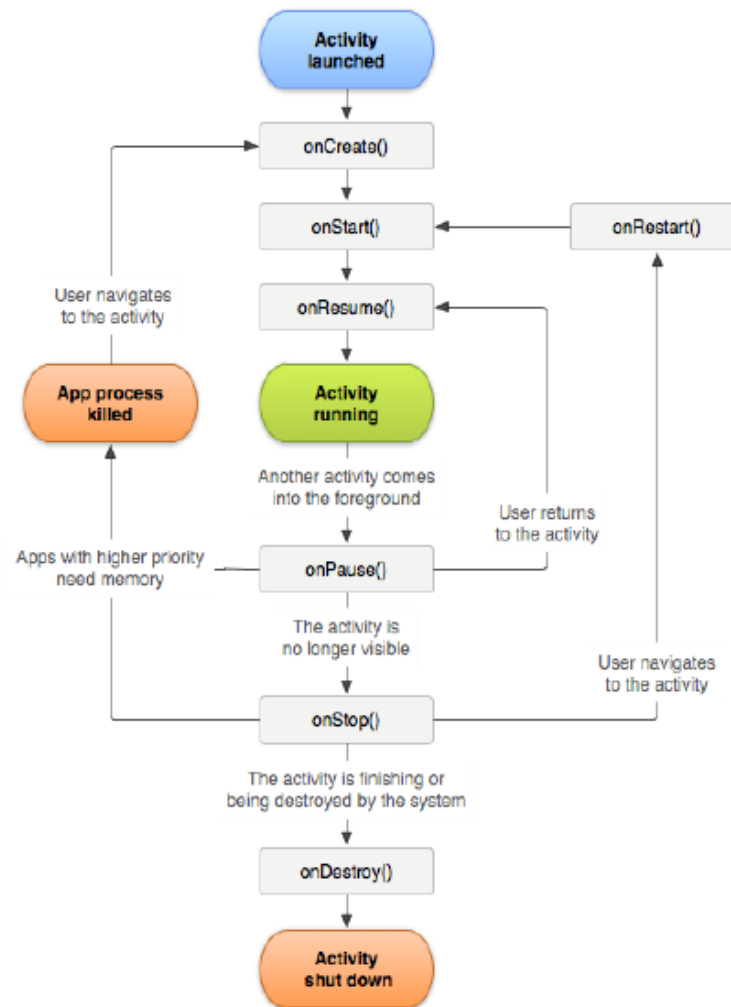 Activity
launched
onCreate()
onStart()
onRestart()
User navigates
to the activity
onResume()
App process
killed
Activity
running
Another activity comes
into the foreground
User returns
to the activity
Apps with higher priority
need memory
onPause()
The activity is
no longer visible
User navigates
to the activity
onStop()
The activity is finishing or
being destroyed by the system
onDestroy()
Activity
shut down